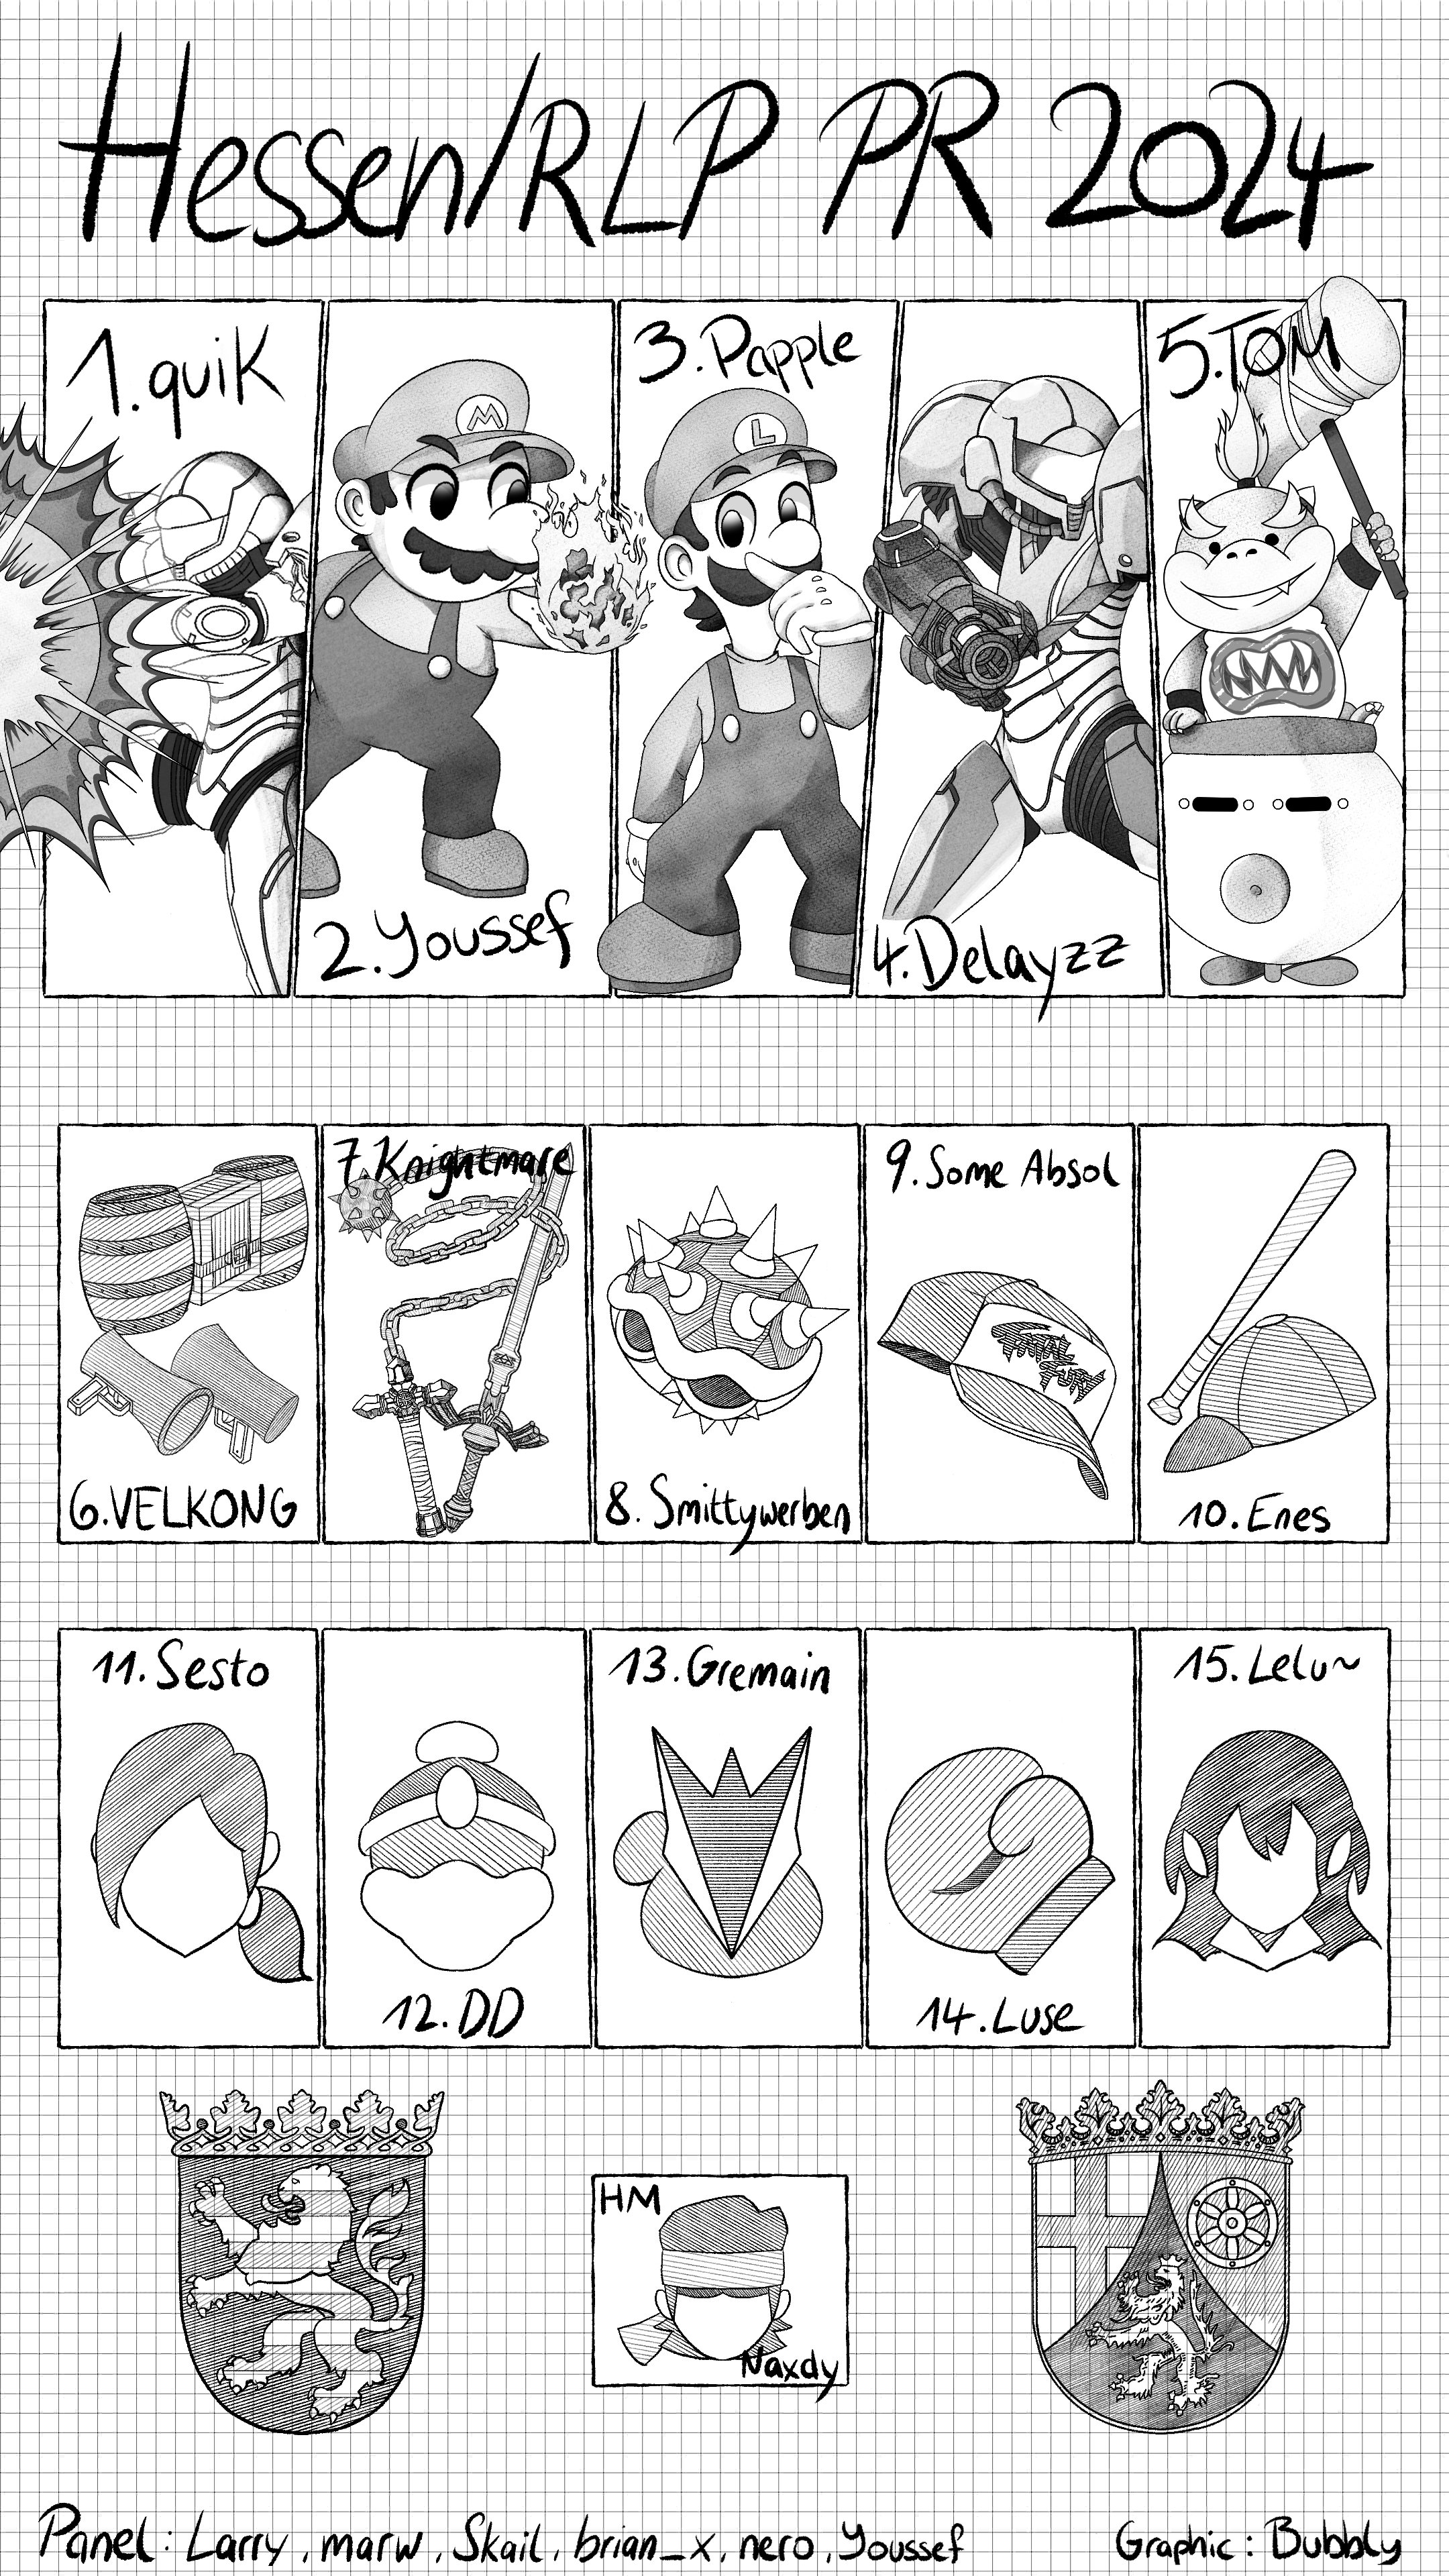 Hessen/RLP PR 2024
1.quiK
2.Youssef
3.Papple
4.Delayzz
5.TOM
M
L
6.VELKONG
7.Knightmare
8. Smittywerben
9.Some Absol
FATAL
FURY
10.Enes
11.Sesto
12.DD
13.Gremain
14.Luse
15.Lelu~
HM
Naxdy
Panel: Larry, marw, Skail, brian_x, nero, Youssef
Graphic: Bubbly